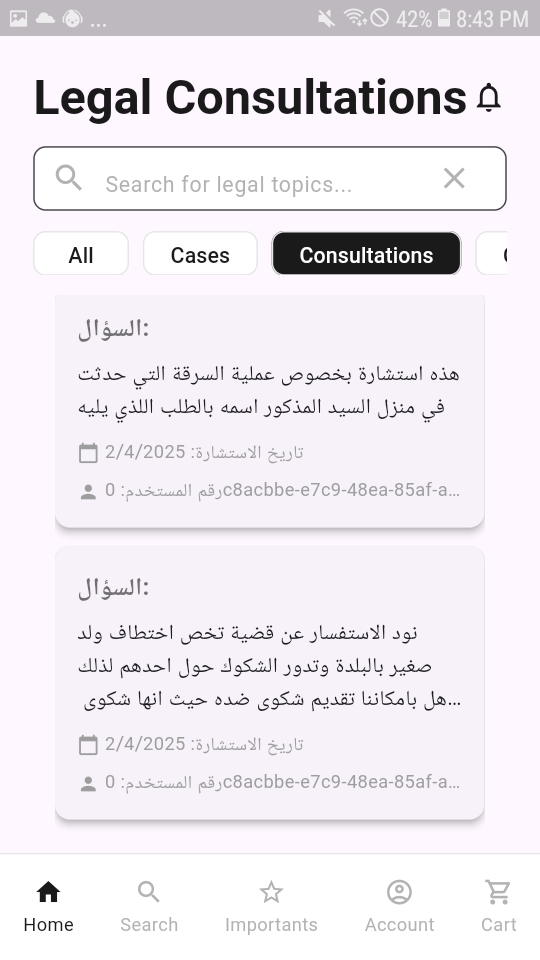 ... 42% 8:43 PM
Legal Consultations
Search for legal topics...
All Cases Consultations
السؤال:
هذه استشارة بخصوص عملية السرقة التي حدثت
في منزل السيد المذكور اسمه بالطلب اللذي يليه
تاريخ الاستشارة: 2/4/2025
رقم المستخدم: 0c8acbbe-e7c9-48ea-85af-a...
السؤال:
نود الاستفسار عن قضية تخص اختطاف ولد
صغير بالبلدة وتدور الشكوك حول احدهم لذلك
هل بامكاننا تقديم شكوى ضده حيث انها شكوى...
تاريخ الاستشارة: 2/4/2025
رقم المستخدم: 0c8acbbe-e7c9-48ea-85af-a...
Home Search Importants Account Cart